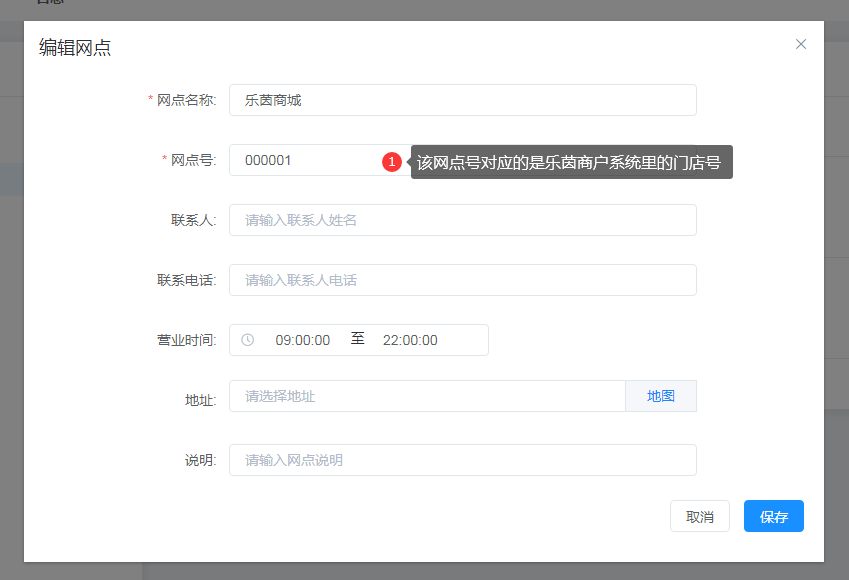 编辑网点
* 网点名称: 乐茵商城
* 网点号: 000001 1 该网点号对应的是乐茵商户系统里的门店号
联系人: 请输入联系人姓名
联系电话: 请输入联系人电话
营业时间: 09:00:00 至 22:00:00
地址: 请选择地址 地图
说明: 请输入网点说明
取消 保存